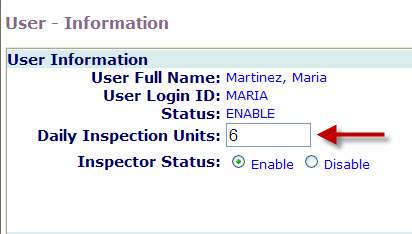 User - Information
User Information
User Full Name: Martinez, Maria
User Login ID: MARIA
Status: ENABLE
Daily Inspection Units: 6
Inspector Status: Enable Disable